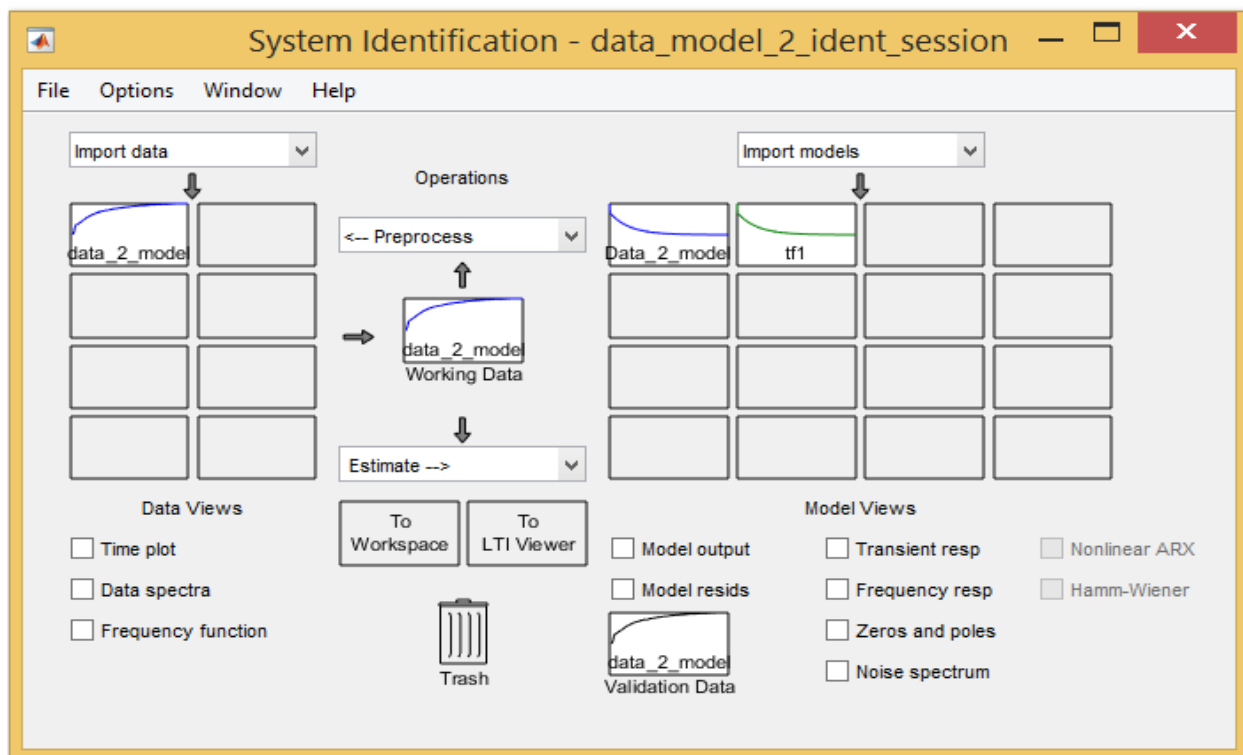 System Identification - data_model_2_ident_session
File Options Window Help
Import data
Import models
Operations
<-- Preprocess
data_2_model
Data_2_model
tf1
data_2_model
Working Data
Estimate -->
Data Views
To
Workspace
To
LTI Viewer
Model Views
Time plot
Data spectra
Frequency function
Trash
Model output
Model resids
data_2_model
Validation Data
Transient resp
Frequency resp
Zeros and poles
Noise spectrum
Nonlinear ARX
Hamm-Wiener